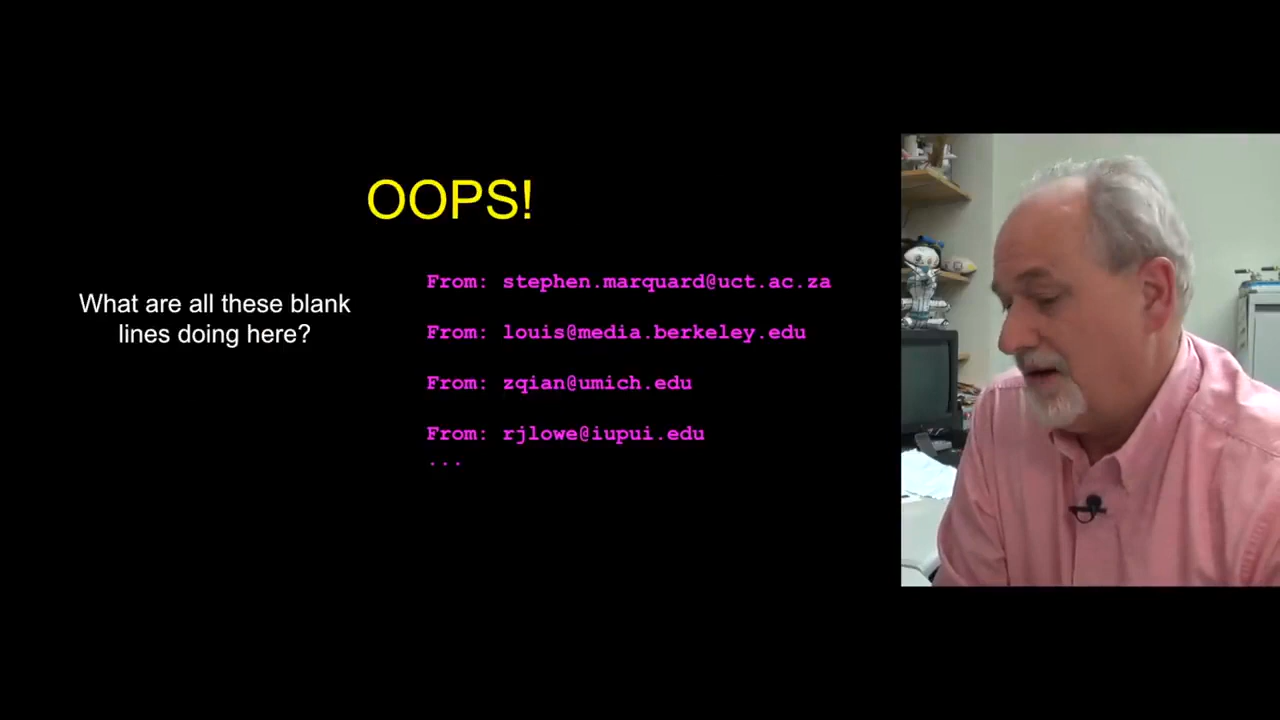 OOPS!
What are all these blank
lines doing here?
From: stephen.marquard@uct.ac.za
From: louis@media.berkeley.edu
From: zqian@umich.edu
From: rjlowe@iupui.edu
...